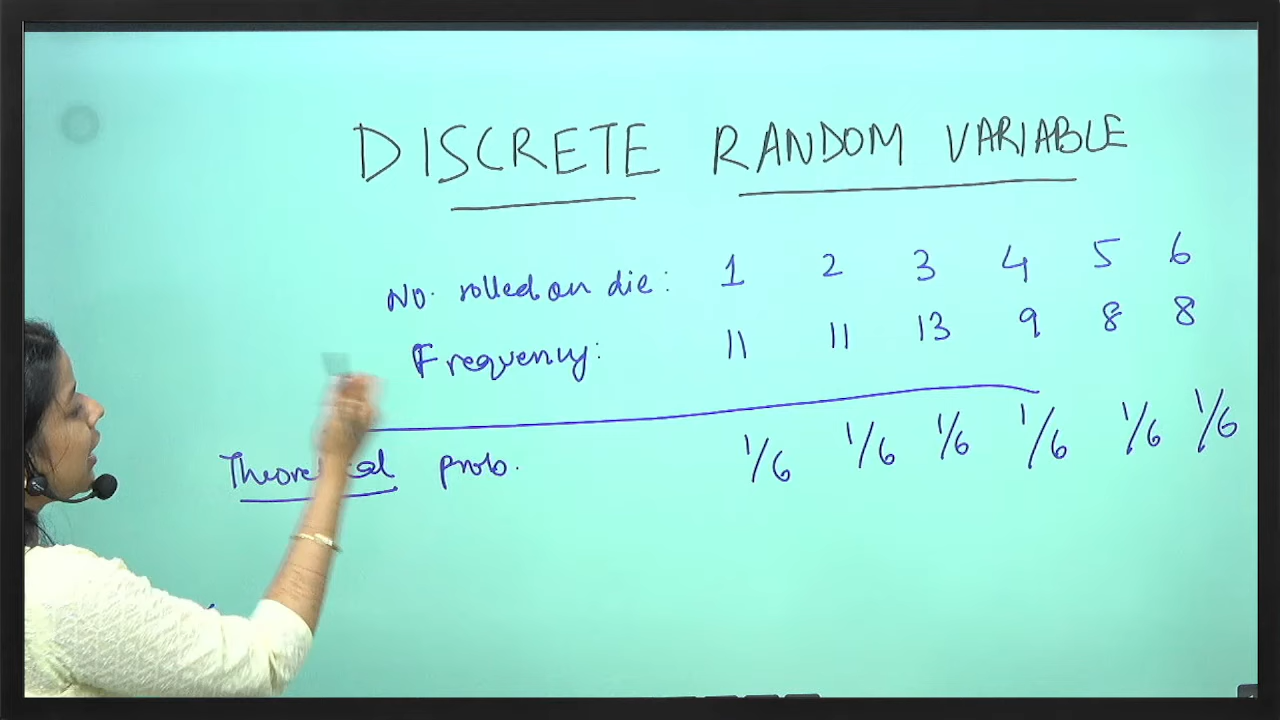 DISCRETE RANDOM VARIABLE
No. rolled on die: 1 2 3 4 5 6
Frequency: 11 11 13 9 8 8
Theoretical prob. 1/6 1/6 1/6 1/6 1/6 1/6